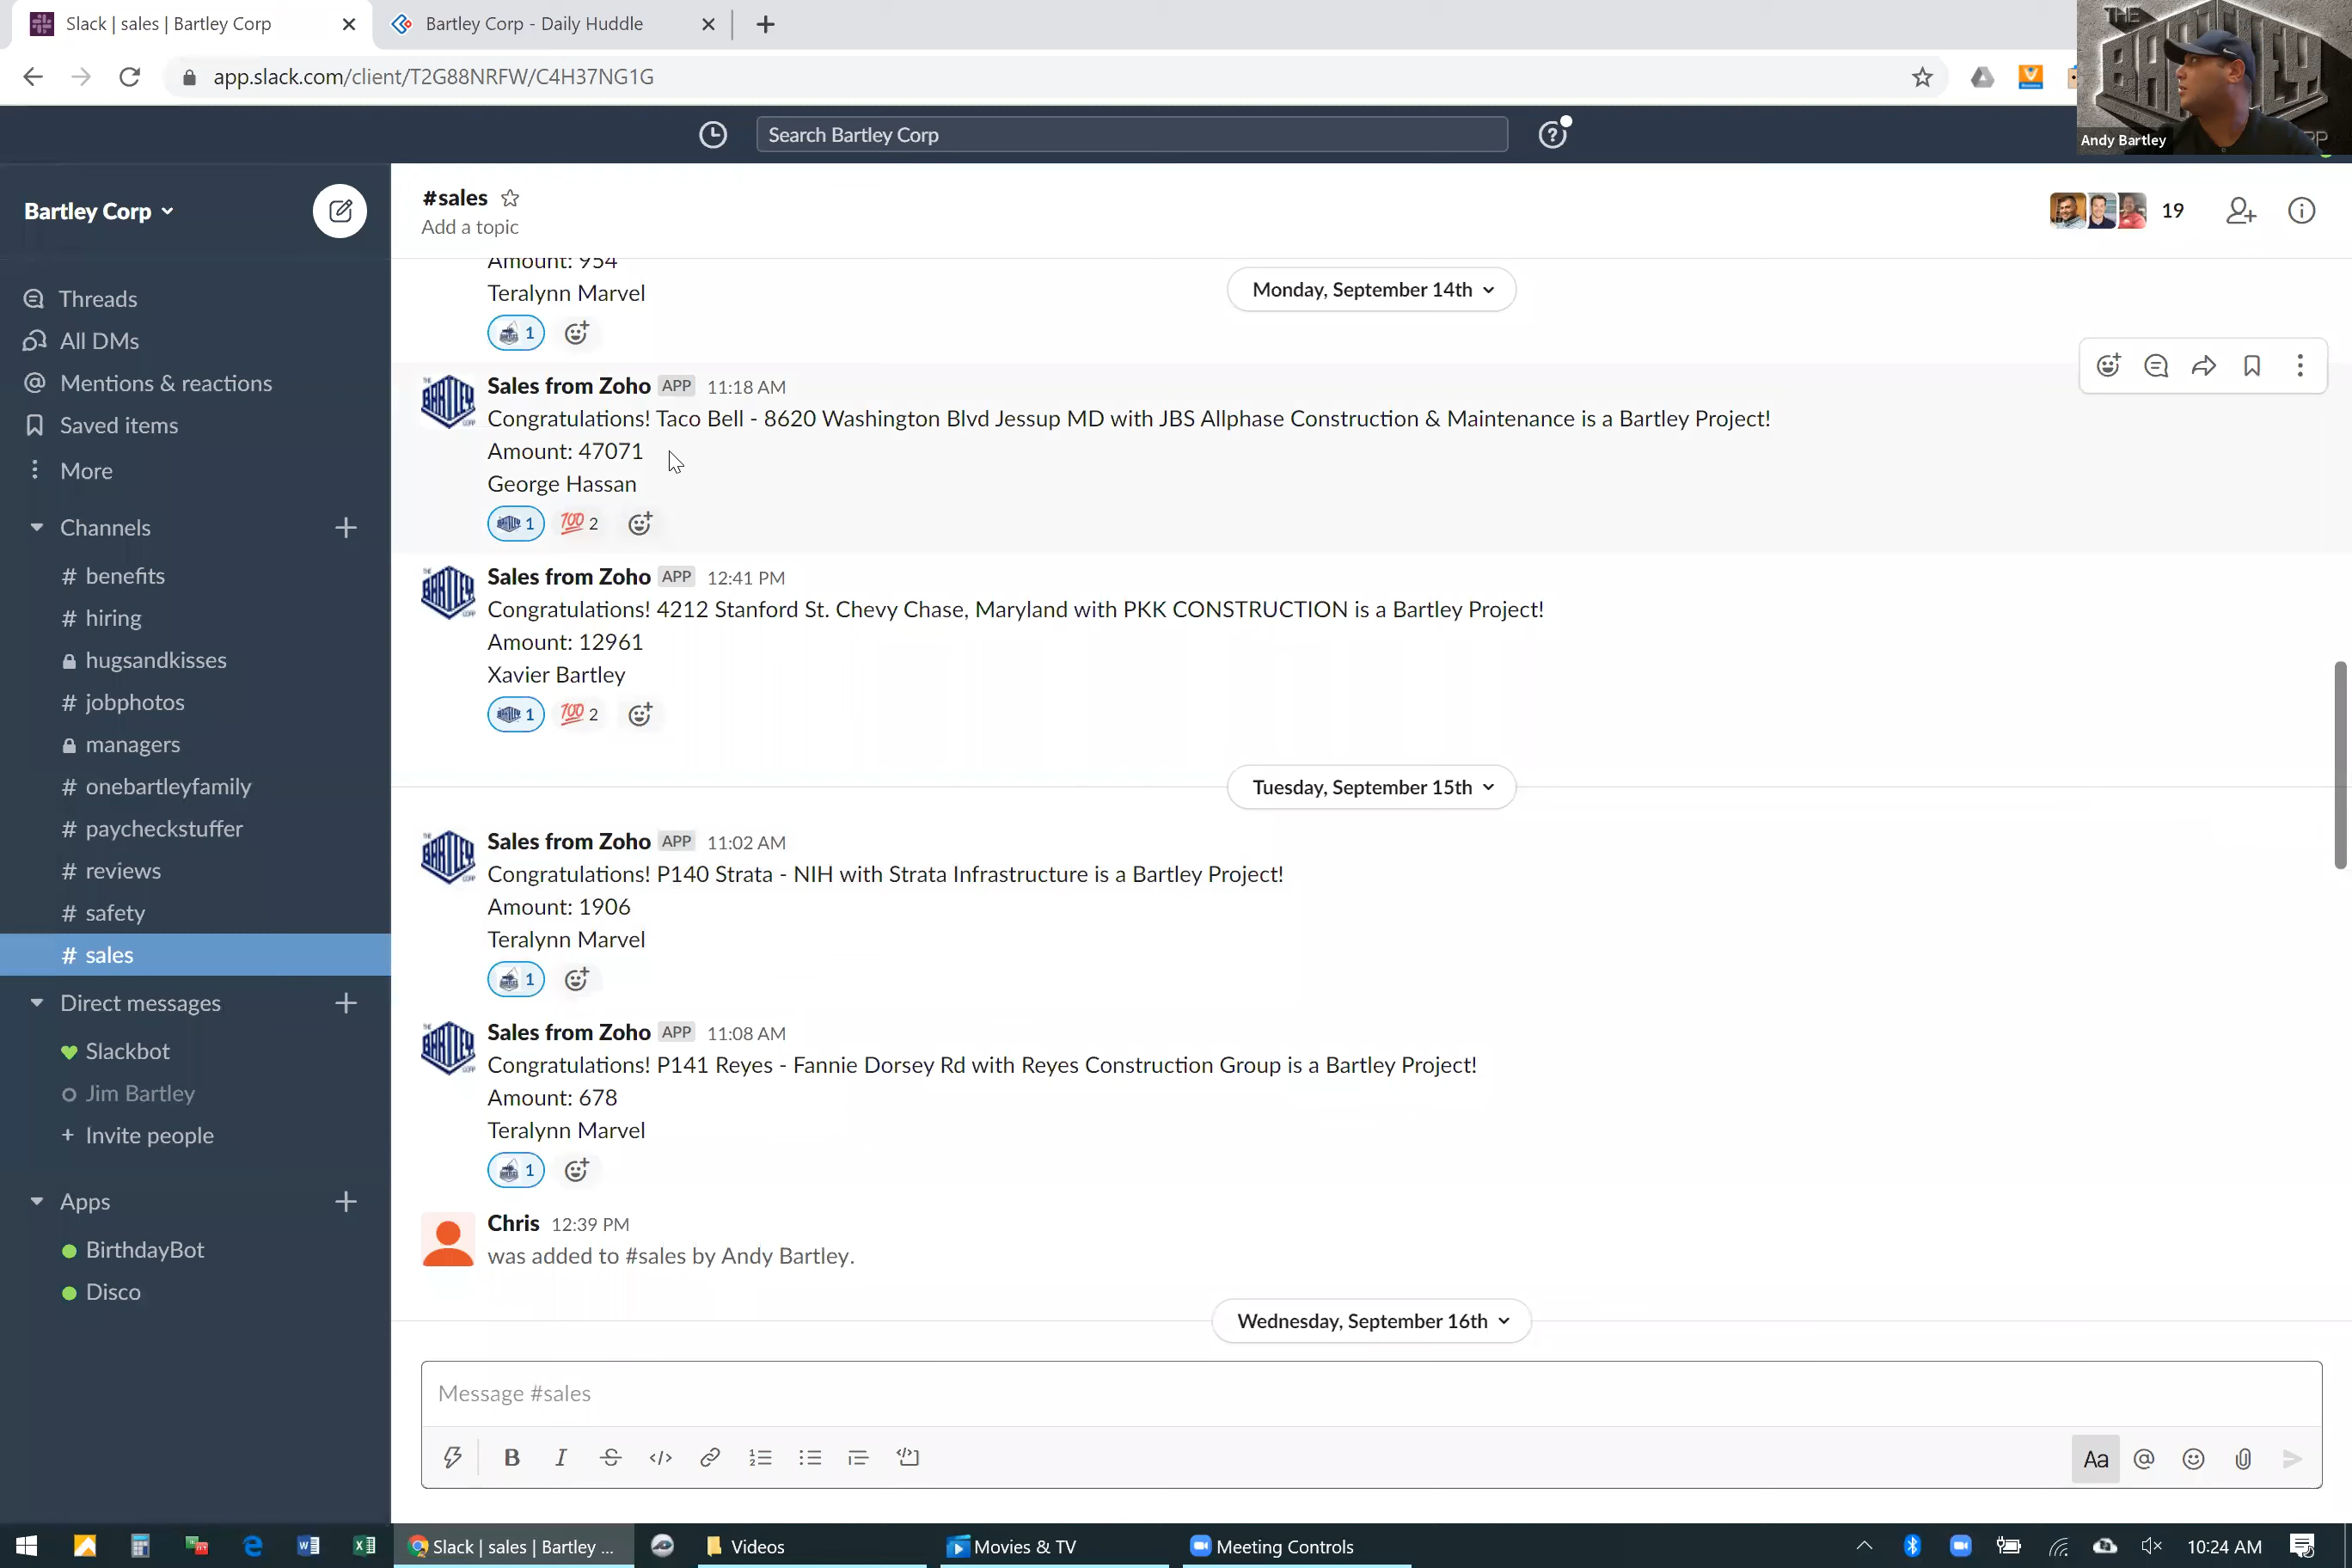 Slack | sales | Bartley Corp
Bartley Corp - Daily Huddle
app.slack.com/client/T2G88NRFW/C4H37NG1G
Search Bartley Corp
THE
BARTLEY
Andy Bartley
Bartley Corp
Threads
All DMs
Mentions & reactions
Saved items
More
Channels
# benefits
# hiring
hugsandkisses
# jobphotos
managers
# onebartleyfamily
# paycheckstuffer
# reviews
# safety
# sales
Direct messages
Slackbot
Jim Bartley
+ Invite people
Apps
BirthdayBot
Disco
#sales
Add a topic
19
Amount: 954
Teralynn Marvel
1
Monday, September 14th
Sales from Zoho APP 11:18 AM
Congratulations! Taco Bell - 8620 Washington Blvd Jessup MD with JBS Allphase Construction & Maintenance is a Bartley Project!
Amount: 47071
George Hassan
1 100 2
Sales from Zoho APP 12:41 PM
Congratulations! 4212 Stanford St. Chevy Chase, Maryland with PKK CONSTRUCTION is a Bartley Project!
Amount: 12961
Xavier Bartley
1 100 2
Tuesday, September 15th
Sales from Zoho APP 11:02 AM
Congratulations! P140 Strata - NIH with Strata Infrastructure is a Bartley Project!
Amount: 1906
Teralynn Marvel
1
Sales from Zoho APP 11:08 AM
Congratulations! P141 Reyes - Fannie Dorsey Rd with Reyes Construction Group is a Bartley Project!
Amount: 678
Teralynn Marvel
1
Chris 12:39 PM
was added to #sales by Andy Bartley.
Wednesday, September 16th
Message #sales
B I S Aa @
Slack | sales | Bartley ...
Videos
Movies & TV
Meeting Controls
10:24 AM